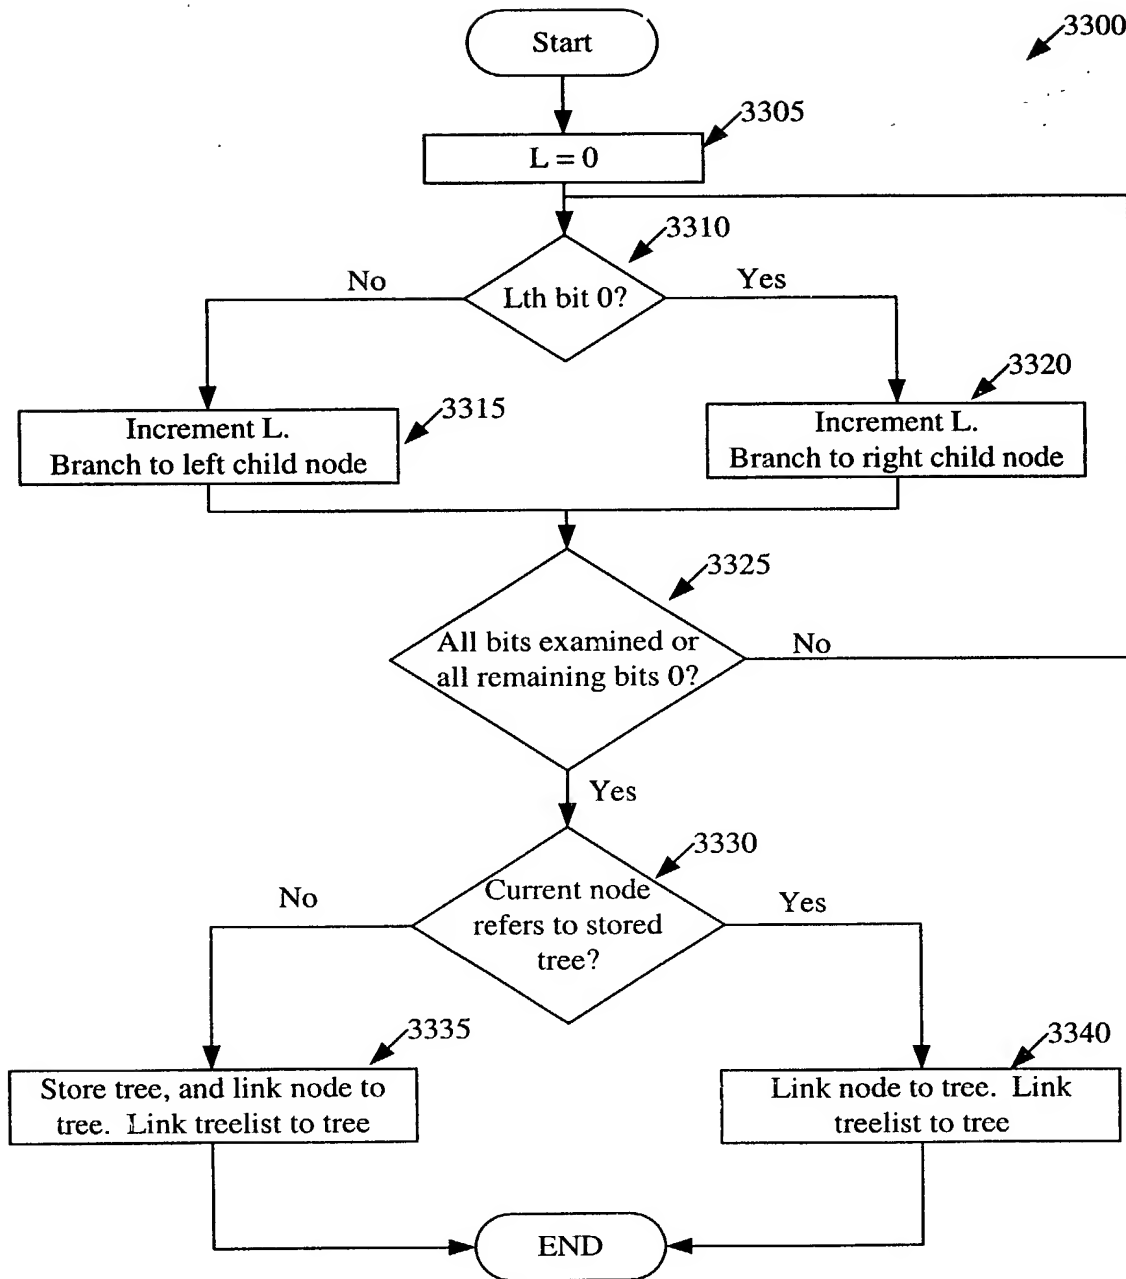 Start
3300
3305
L = 0
3310
No
Lth bit 0?
Yes
3315
Increment L.
Branch to left child node
3320
Increment L.
Branch to right child node
3325
All bits examined or
all remaining bits 0?
No
Yes
3330
No
Current node
refers to stored
tree?
Yes
3335
Store tree, and link node to
tree. Link treelist to tree
3340
Link node to tree. Link
treelist to tree
END